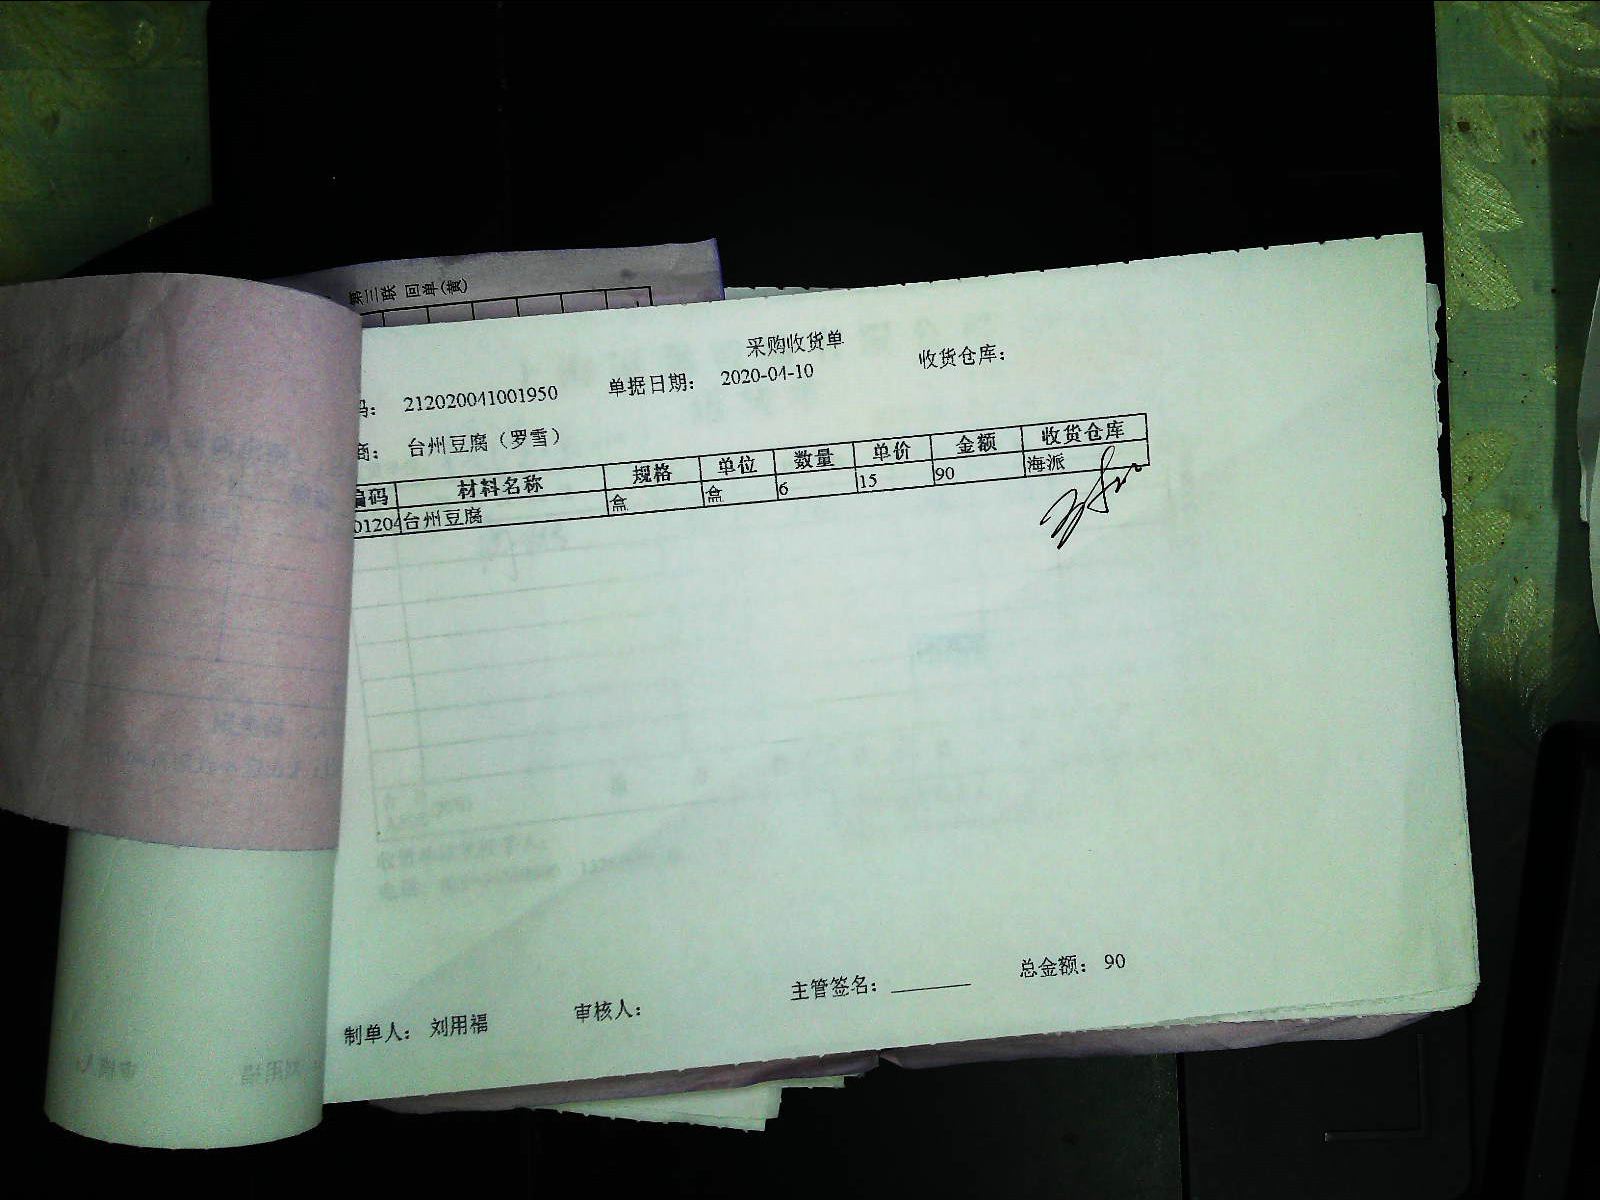 第三联 回单(黄)
采购收货单
码： 212020041001950 单据日期： 2020-04-10 收货仓库：
商： 台州豆腐（罗雪）
编码 材料名称 规格 单位 数量 单价 金额 收货仓库
01204 台州豆腐 盒 盒 6 15 90 海派
制单人： 刘用福 审核人： 主管签名： 总金额： 90